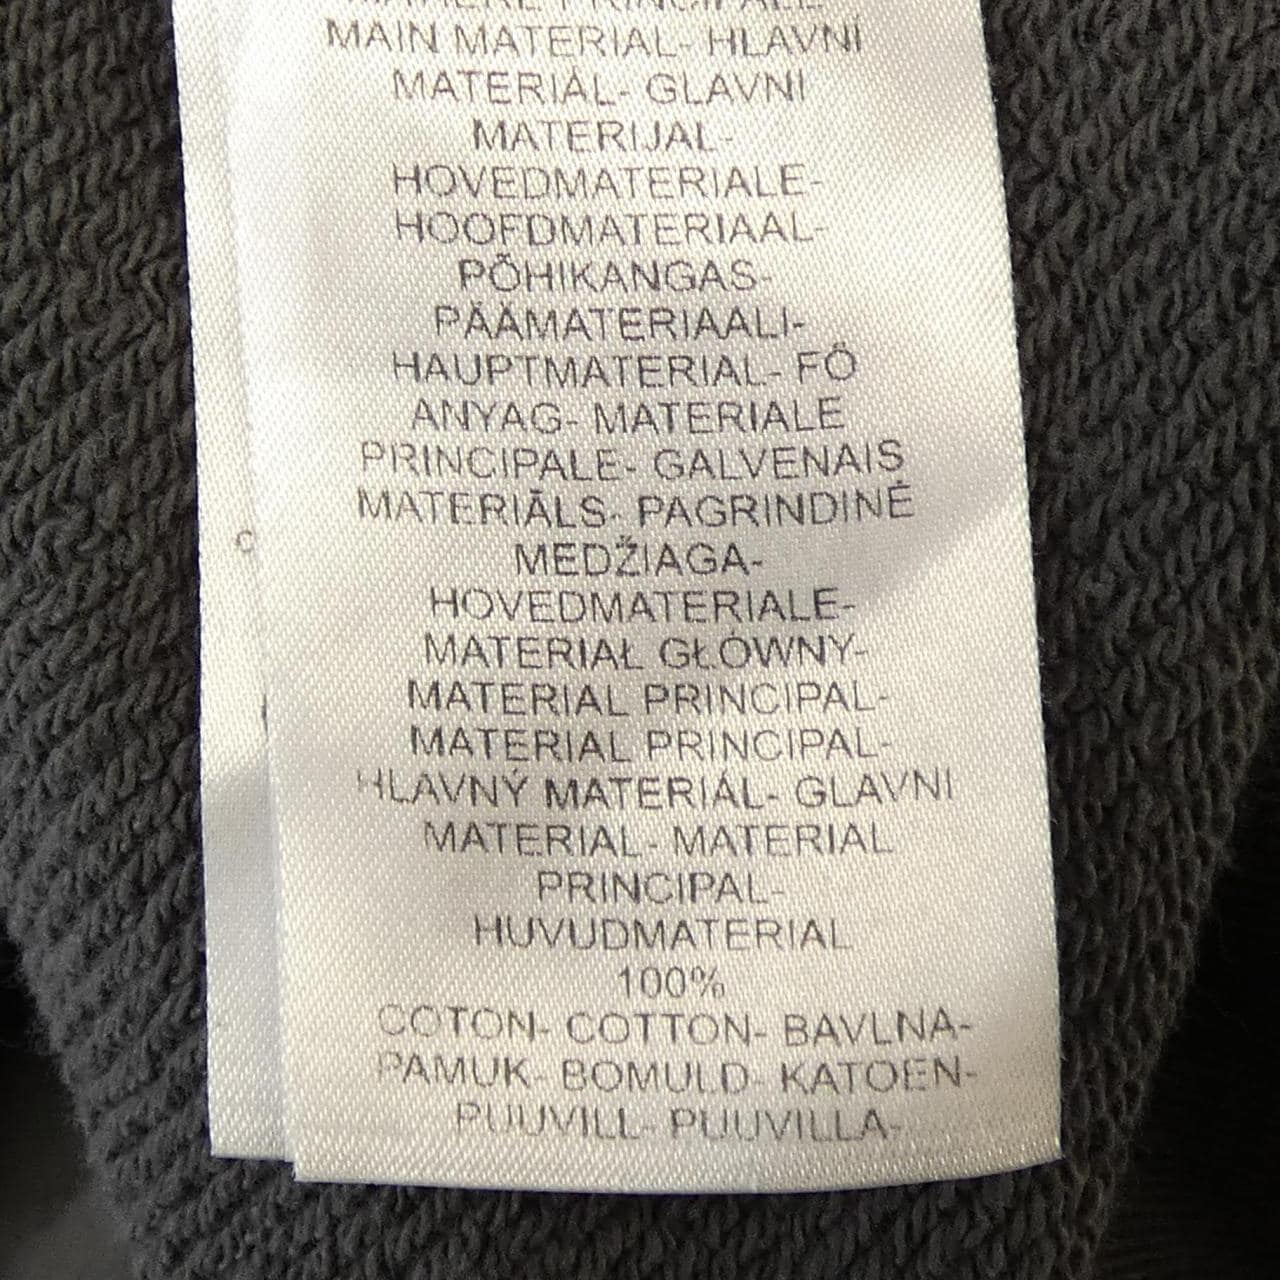 MATIÈRE PRINCIPALE-
MAIN MATERIAL- HLAVNÍ
MATERIÁL- GLAVNI
MATERIJAL-
HOVEDMATERIALE-
HOOFDMATERIAAL-
PÕHIKANGAS-
PÄÄMATERIAALI-
HAUPTMATERIAL- FŐ
ANYAG- MATERIALE
PRINCIPALE- GALVENAIS
MATERIĀLS- PAGRINDINĖ
MEDŽIAGA-
HOVEDMATERIALE-
MATERIAŁ GŁÓWNY-
MATERIAL PRINCIPAL-
MATERIAL PRINCIPAL-
HLAVNÝ MATERIÁL- GLAVNI
MATERIAL- MATERIAL
PRINCIPAL-
HUVUDMATERIAL
100%
COTON- COTTON- BAVLNA-
PAMUK- BOMULD- KATOEN-
PUUVILL- PUUVILLA-